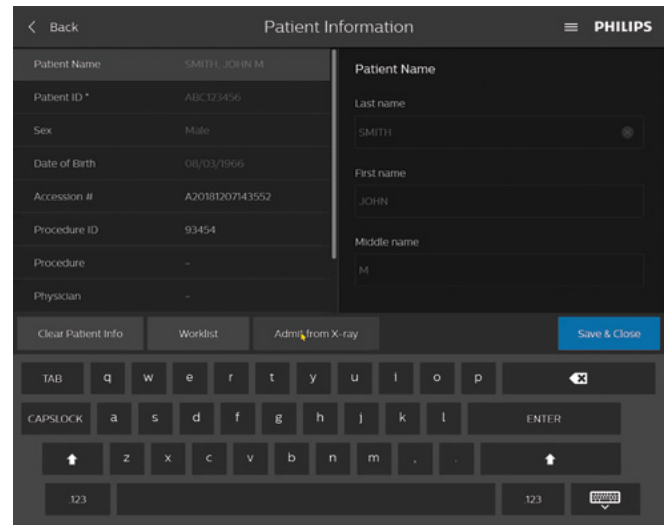 Back
Patient Information
PHILIPS
Patient Name SMITH, JOHN M
Patient ID * ABC123456
Sex Male
Date of Birth 08/03/1966
Accession # A20181207143552
Procedure ID 93454
Procedure -
Physician -
Patient Name
Last name
SMITH
First name
JOHN
Middle name
M
Clear Patient Info Worklist Admit from X-ray Save & Close
TAB q w e r t y u i o p
CAPSLOCK a s d f g h j k l ENTER
z x c v b n m , .
.123 .123